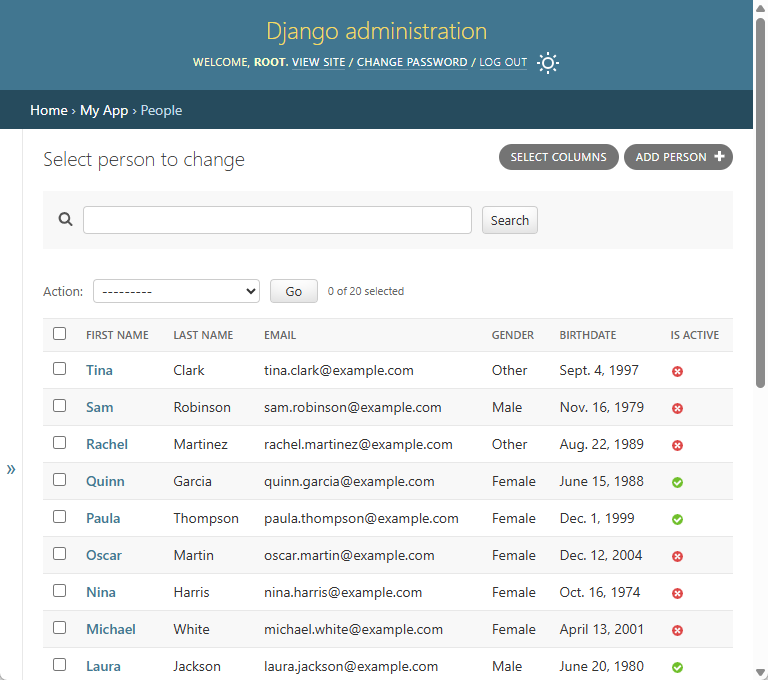 Django administration
WELCOME, ROOT. VIEW SITE / CHANGE PASSWORD / LOG OUT
Home › My App › People
Select person to change
SELECT COLUMNS
ADD PERSON +
Search
Action: --------- Go 0 of 20 selected
FIRST NAME LAST NAME EMAIL GENDER BIRTHDATE IS ACTIVE
Tina Clark tina.clark@example.com Other Sept. 4, 1997
Sam Robinson sam.robinson@example.com Male Nov. 16, 1979
Rachel Martinez rachel.martinez@example.com Other Aug. 22, 1989
»
Quinn Garcia quinn.garcia@example.com Female June 15, 1988
Paula Thompson paula.thompson@example.com Female Dec. 1, 1999
Oscar Martin oscar.martin@example.com Female Dec. 12, 2004
Nina Harris nina.harris@example.com Female Oct. 16, 1974
Michael White michael.white@example.com Female April 13, 2001
Laura Jackson laura.jackson@example.com Male June 20, 1980